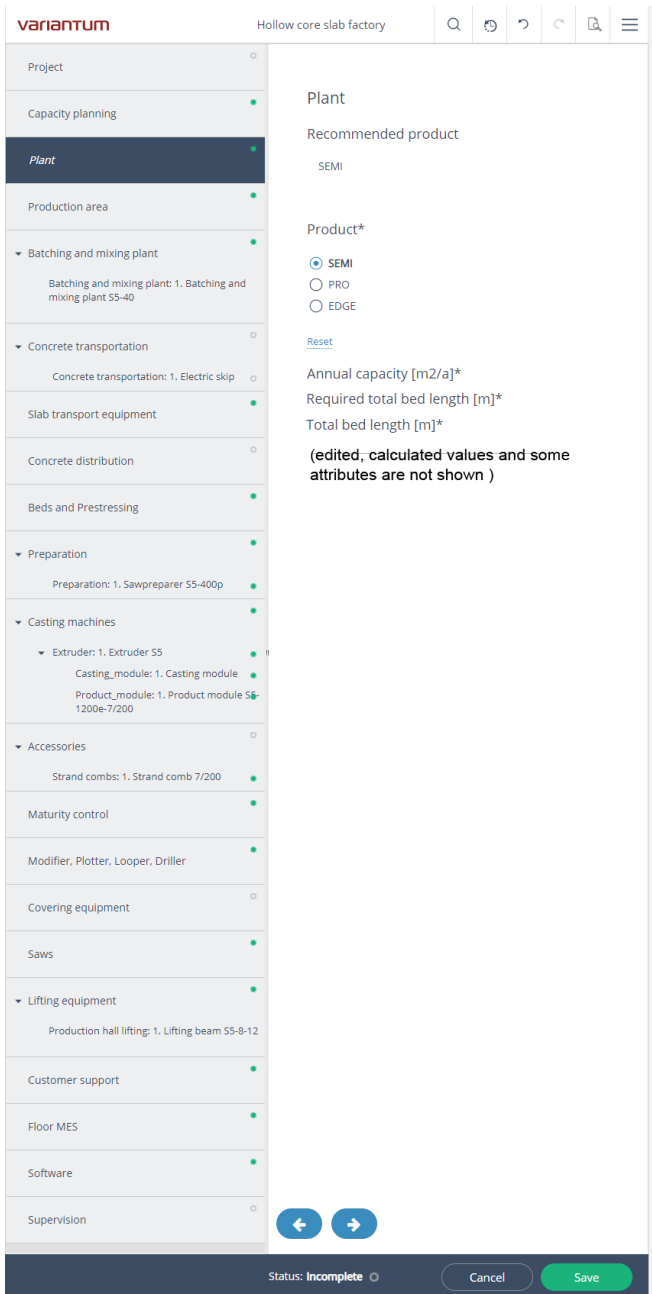 variantum
Hollow core slab factory
Project
Capacity planning
Plant
Production area
Batching and mixing plant
Batching and mixing plant: 1. Batching and
mixing plant S5-40
Concrete transportation
Concrete transportation: 1. Electric skip
Slab transport equipment
Concrete distribution
Beds and Prestressing
Preparation
Preparation: 1. Sawpreparer S5-400p
Casting machines
Extruder: 1. Extruder S5
Casting_module: 1. Casting module
Product_module: 1. Product module S5-
1200e-7/200
Accessories
Strand combs: 1. Strand comb 7/200
Maturity control
Modifier, Plotter, Looper, Driller
Covering equipment
Saws
Lifting equipment
Production hall lifting: 1. Lifting beam S5-8-12
Customer support
Floor MES
Software
Supervision
Plant
Recommended product
SEMI
Product*
SEMI
PRO
EDGE
Reset
Annual capacity [m2/a]*
Required total bed length [m]*
Total bed length [m]*
(edited, calculated values and some
attributes are not shown )
Status: Incomplete
Cancel
Save